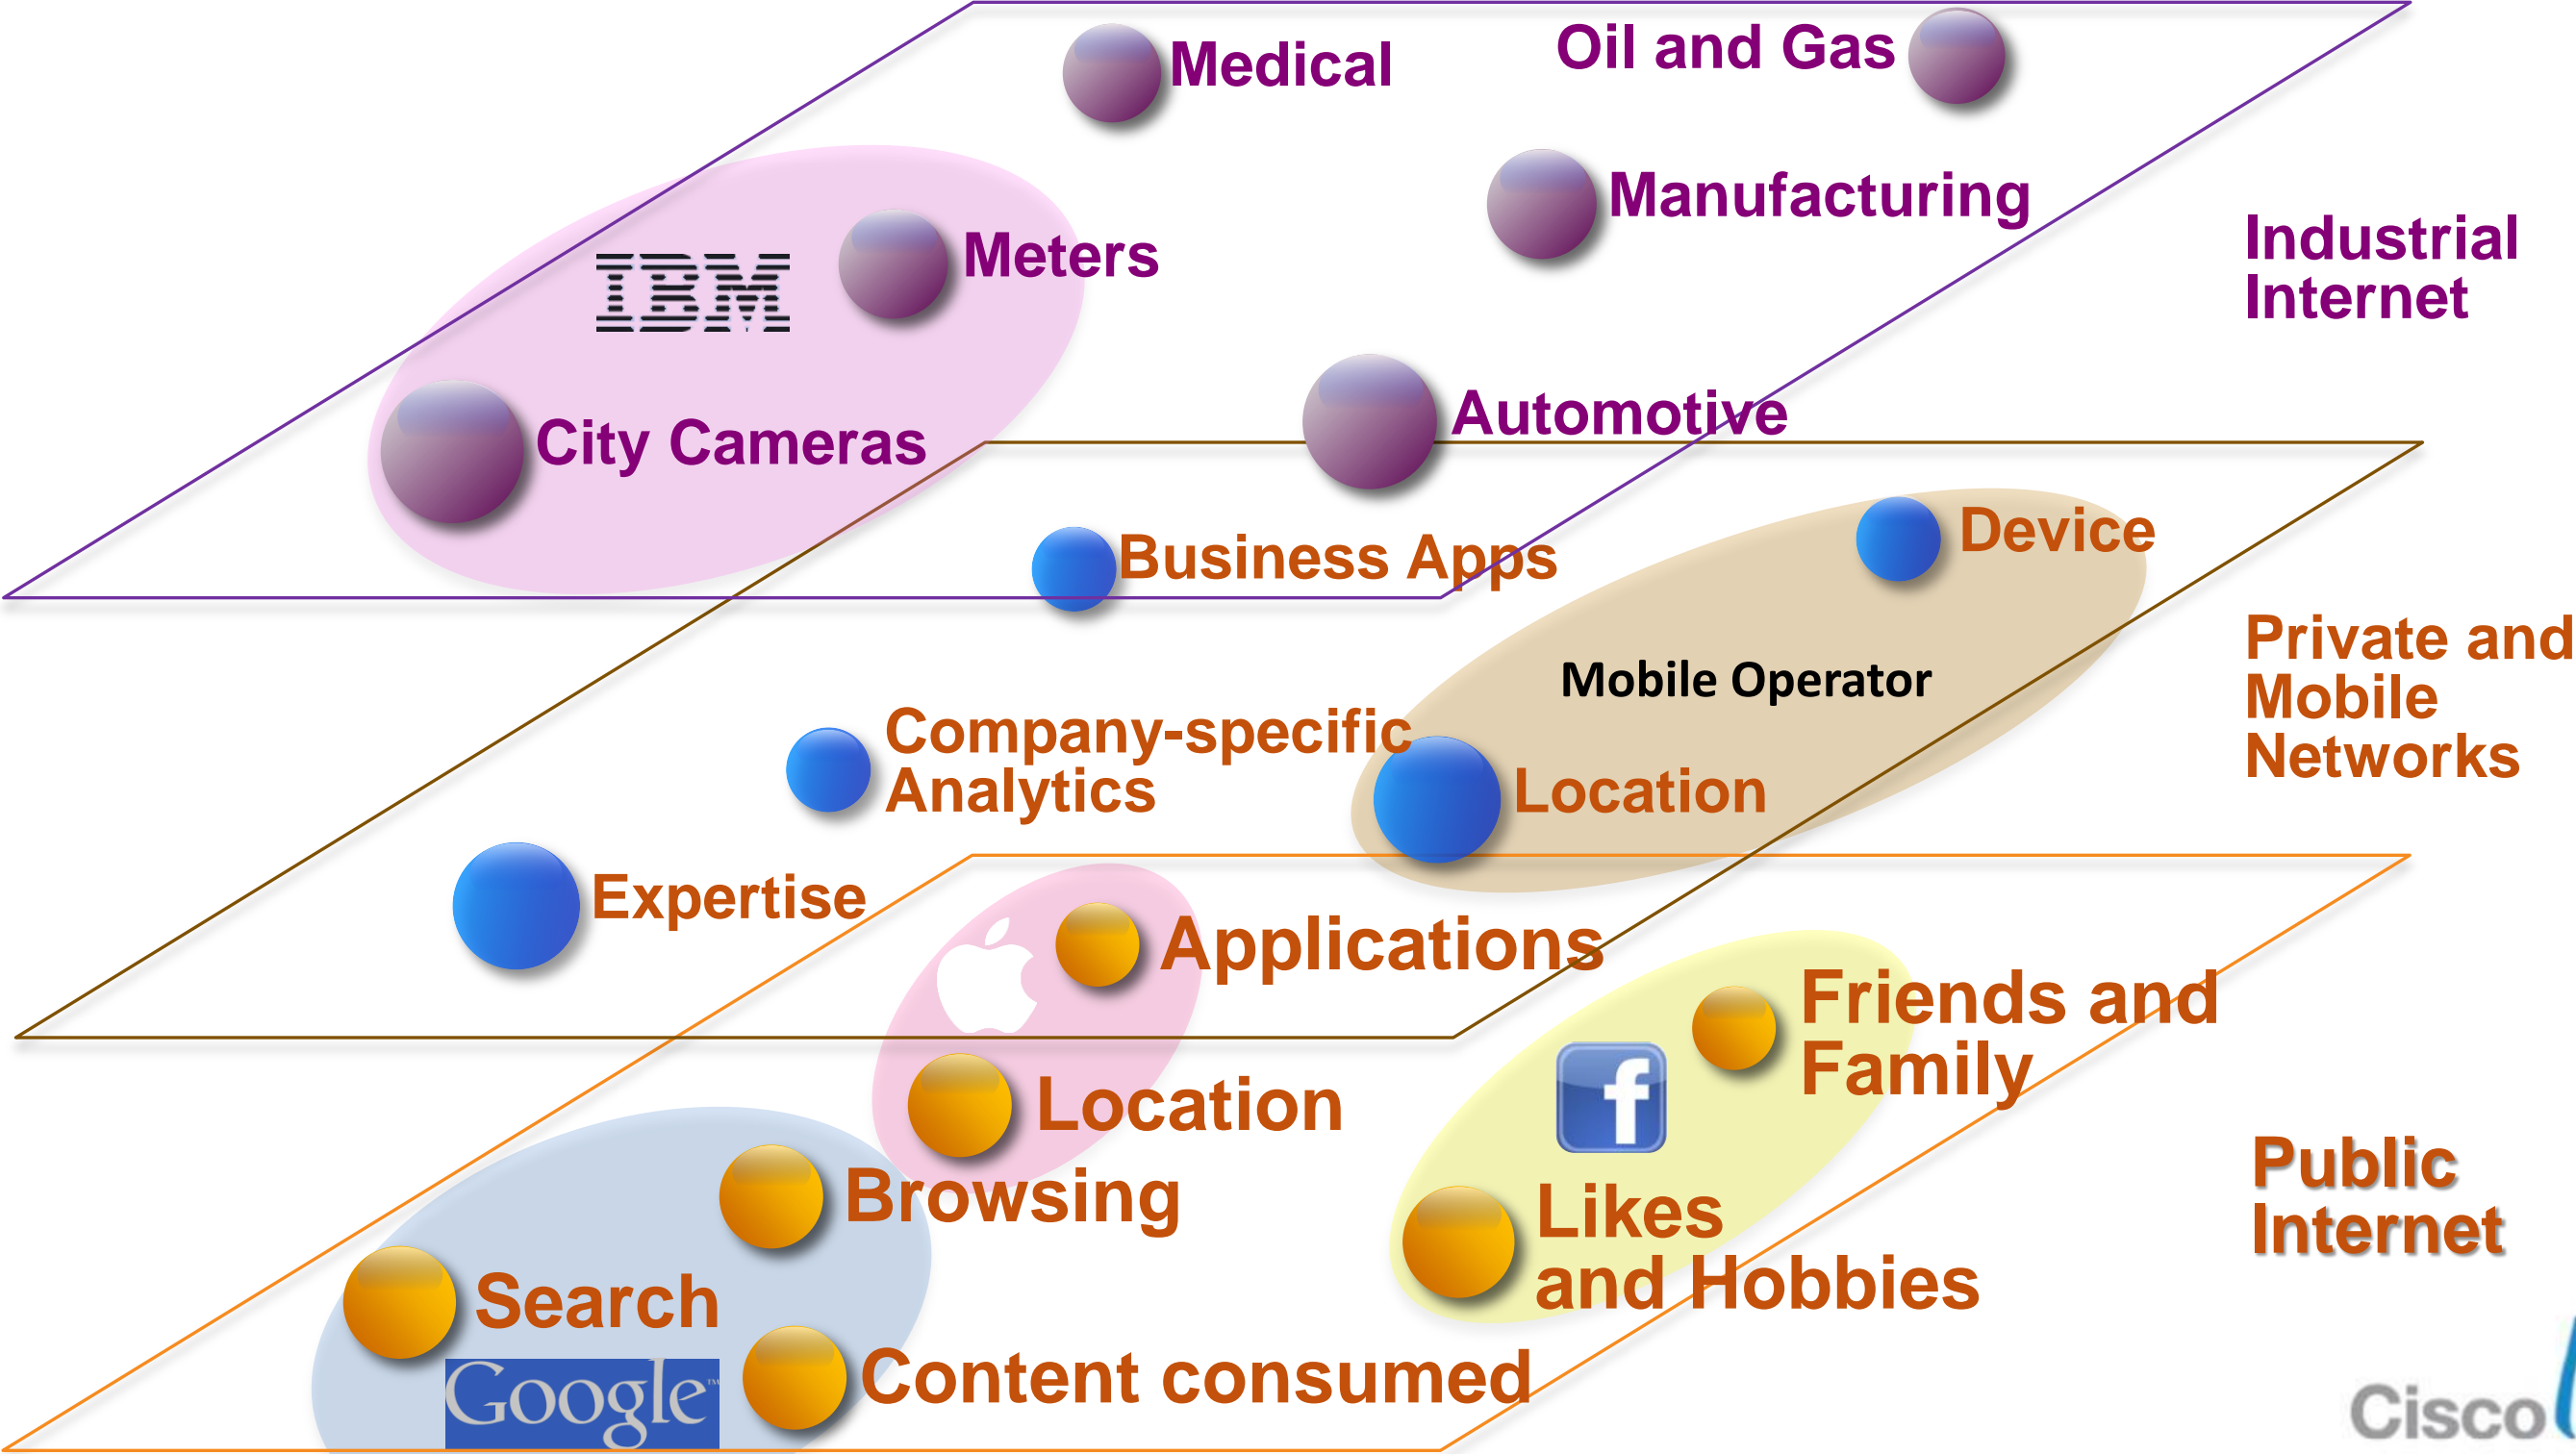 Medical
Oil and Gas
Manufacturing
Industrial
Internet
IBM
Meters
City Cameras
Automotive
Business Apps
Device
Private and
Mobile
Networks
Mobile Operator
Company-specific
Analytics
Location
Expertise
Applications
Friends and
Family
Location
Browsing
Likes
and Hobbies
Public
Internet
Search
Google™
Content consumed
Cisco